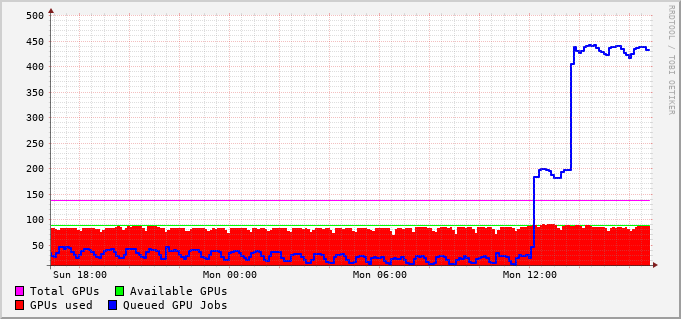 500
450
400
350
300
250
200
150
100
50
Sun 18:00 Mon 00:00 Mon 06:00 Mon 12:00
Total GPUs Available GPUs
GPUs used Queued GPU Jobs
RRDTOOL / TOBI OETIKER